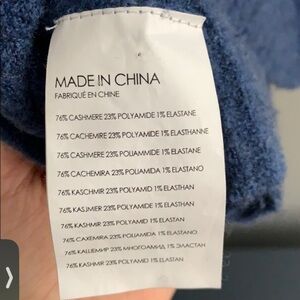 MADE IN CHINA
FABRIQUÉ EN CHINE
76% CASHMERE 23% POLYAMIDE 1% ELASTANE
76% CACHEMIRE 23% POLYAMIDE 1% ELASTHANNE
76% CASHMERE 23% POLIAMMIDE 1% ELASTANE
76% CACHEMIRA 23% POLIAMIDA 1% ELASTANO
76% KASCHMIR 23% POLYAMID 1% ELASTHAN
76% KASJMIER 23% POLYAMIDE 1% ELASTAAN
76% KASHMIR 23% POLYAMID 1% ELASTAN
76% CAXEMIRA 23% POLIAMIDA 1% ELASTANO
76% 23% 1% ЭЛАСТАН
76% KASHMIR 23% POLYAMID 1% ELASTAN